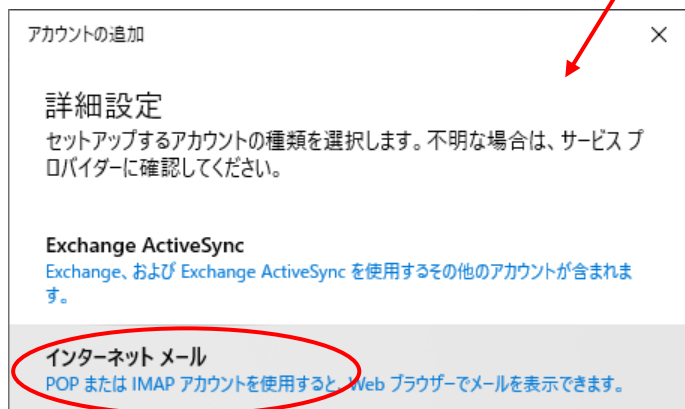 アカウントの追加
詳細設定
セットアップするアカウントの種類を選択します。不明な場合は、サービス プ
ロバイダーに確認してください。
Exchange ActiveSync
Exchange、および Exchange ActiveSync を使用するその他のアカウントが含まれま
す。
インターネット メール
POP または IMAP アカウントを使用すると、Web ブラウザーでメールを表示できます。